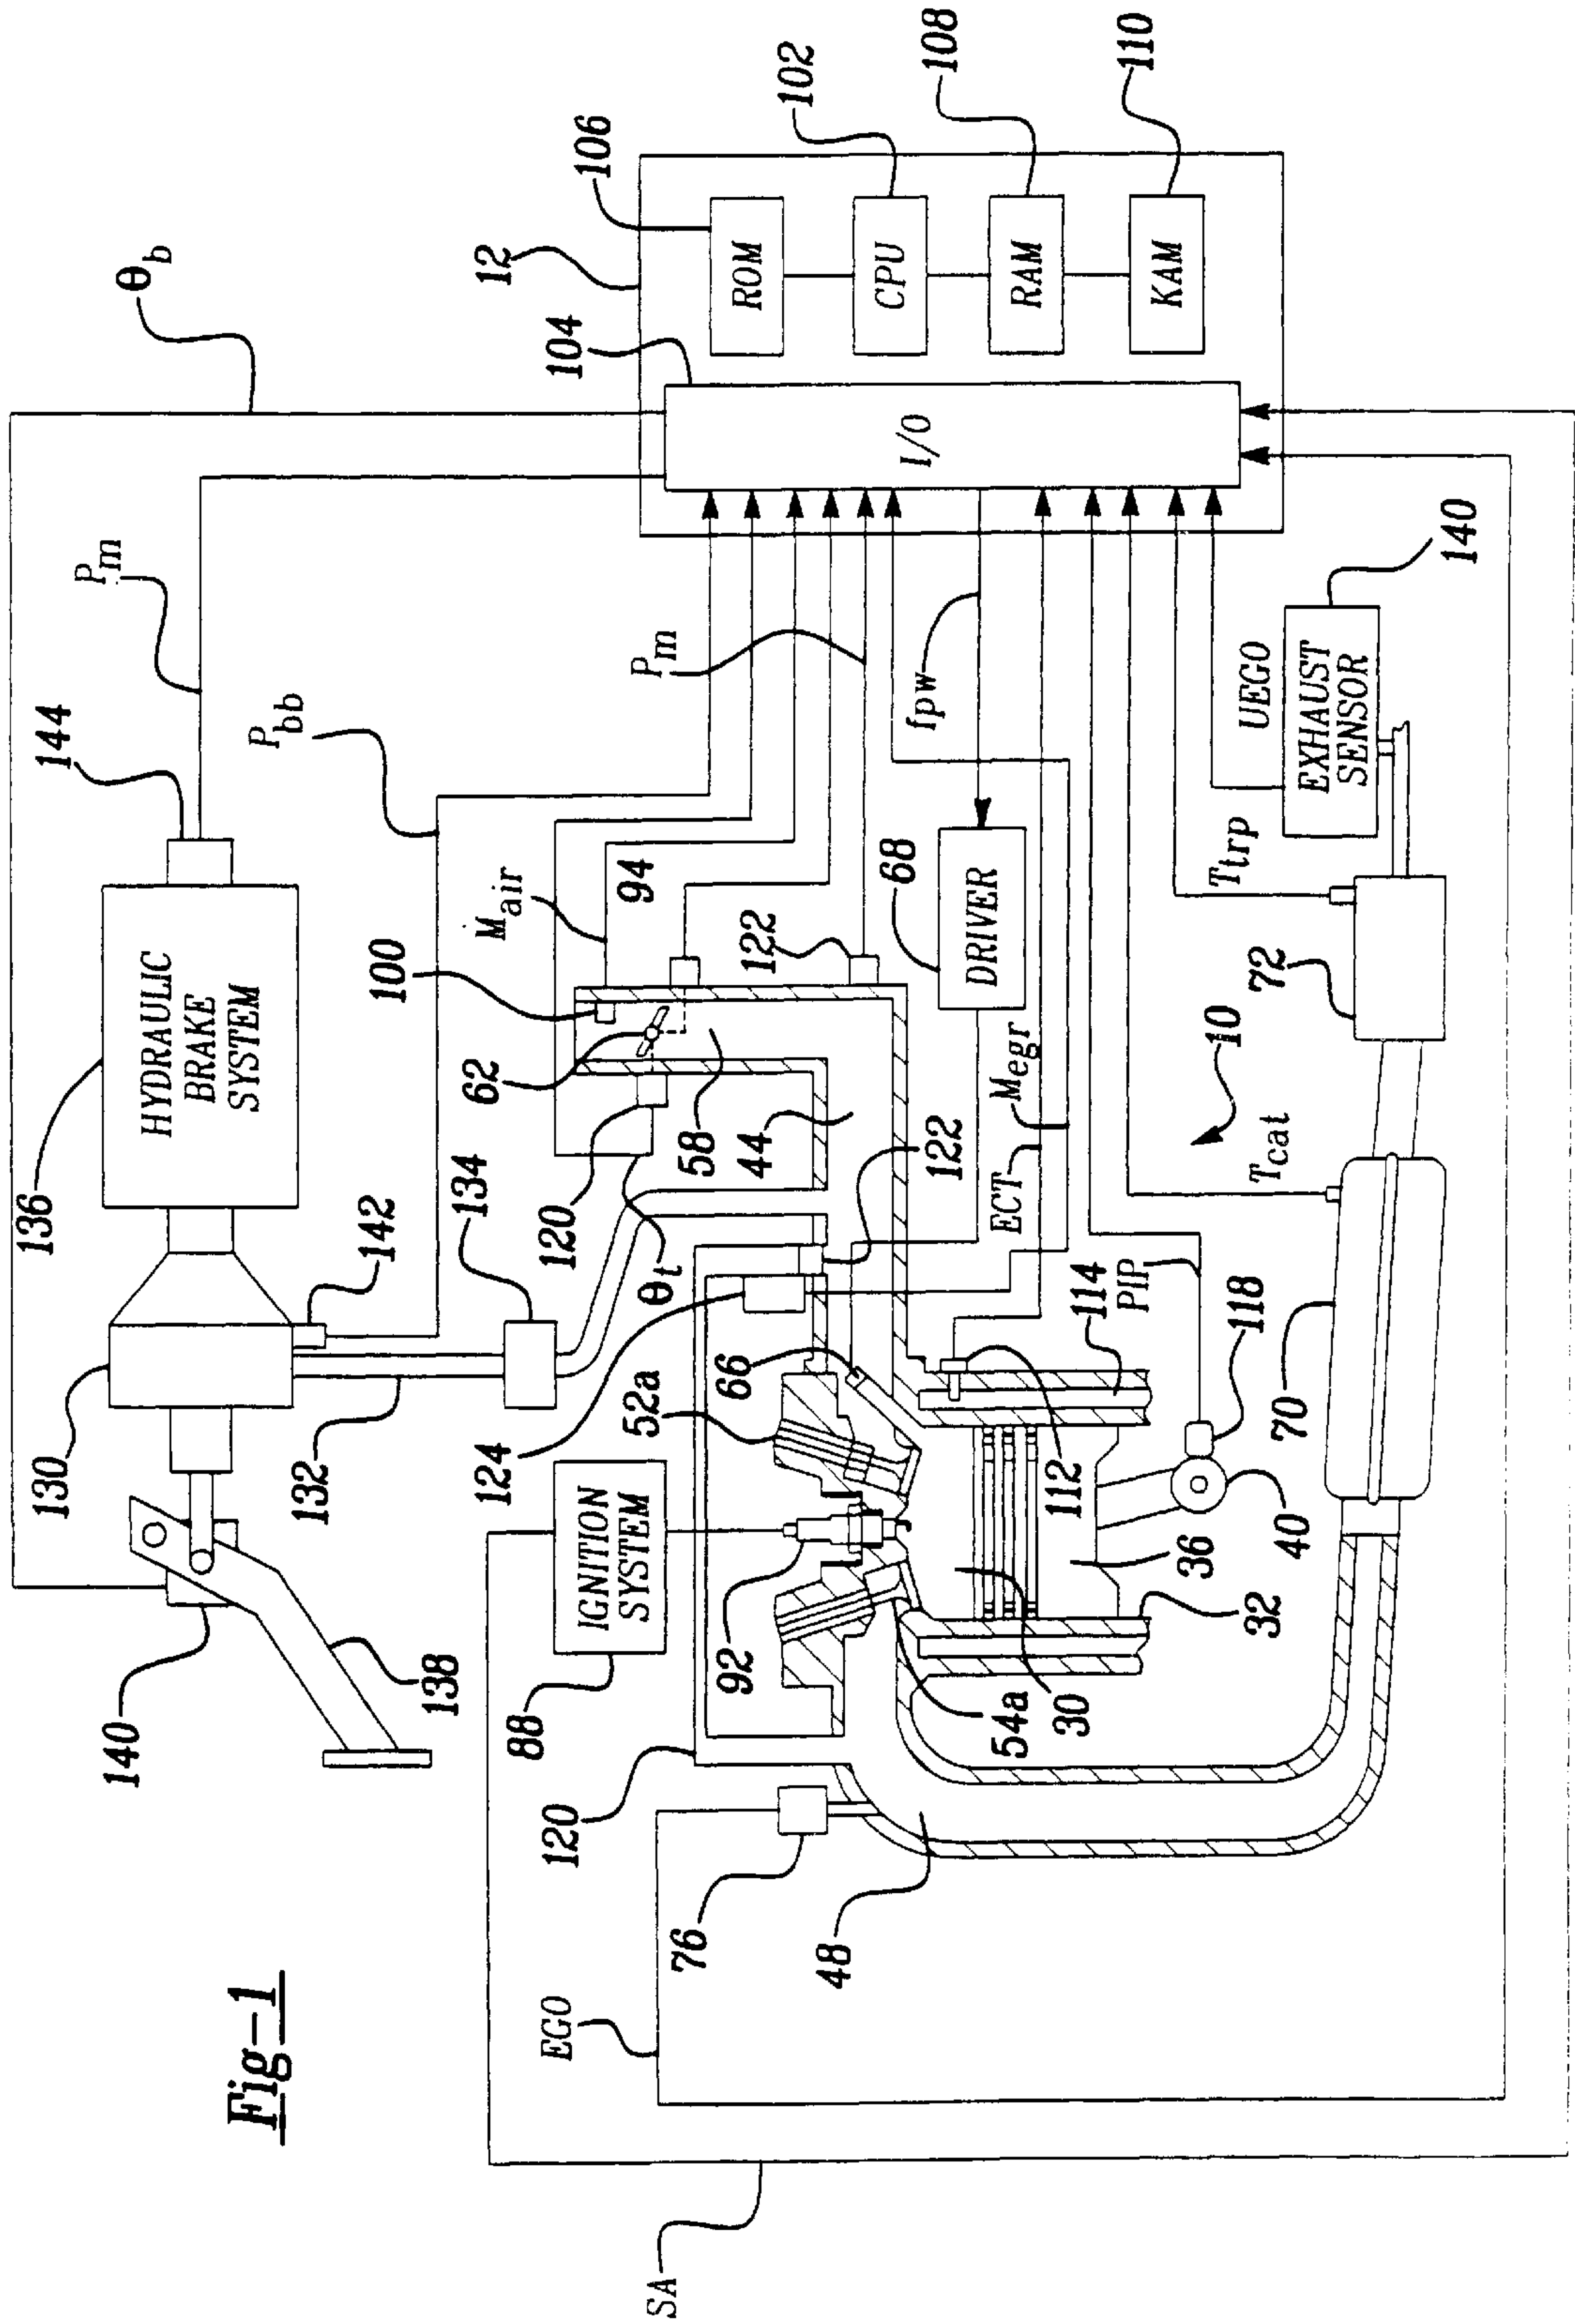 Fig-1
136
130
140
138
132
134
142
144
HYDRAULIC
BRAKE
SYSTEM
Pm
Pbb
θb
120
θt
62
100
Mair
94
58
44
122
122
Pm
12
104
106
102
108
110
ROM
CPU
RAM
KAM
I/O
fpw
68
DRIVER
SA
EGO
76
120
88
IGNITION
SYSTEM
124
52a
66
92
48
54a
30
32
36
40
112
114
118
PIP
ECT
Megr
10
Tcat
70
72
Ttrp
UEGO
EXHAUST
SENSOR
140